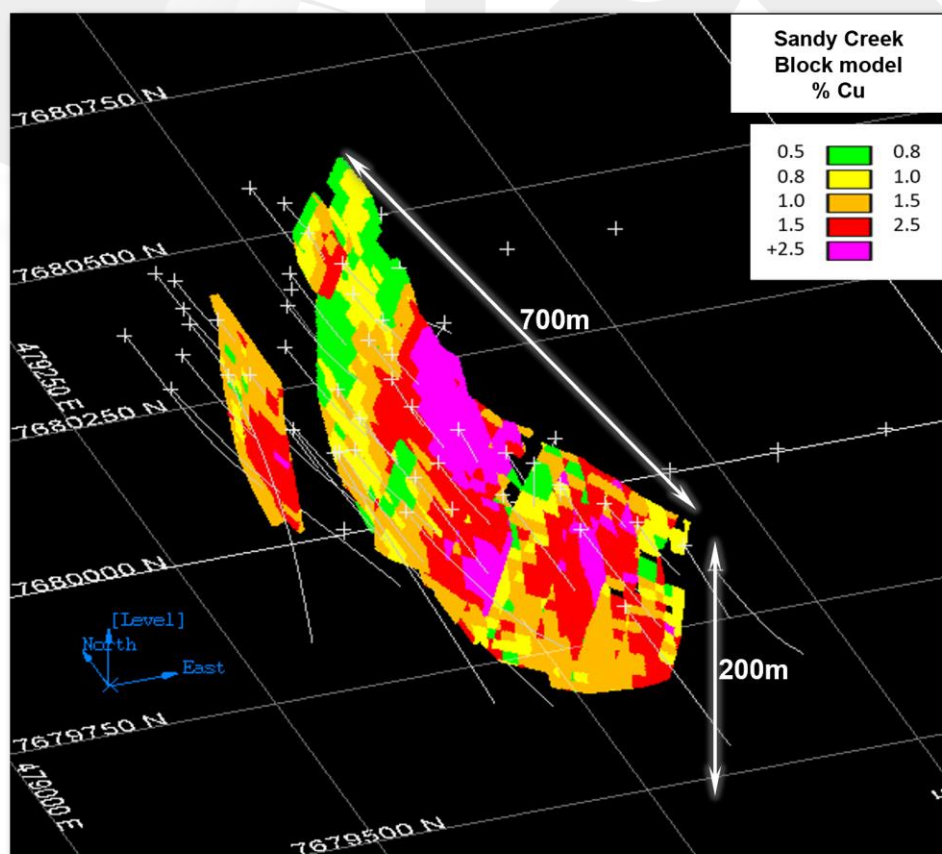 Sandy Creek
Block model
% Cu
0.5 0.8
0.8 1.0
1.0 1.5
1.5 2.5
+2.5
7680750 N
7680500 N
700m
479250 E
7680250 N
7680000 N
[Level]
North
East
200m
7679750 N
479000 E
7679500 N